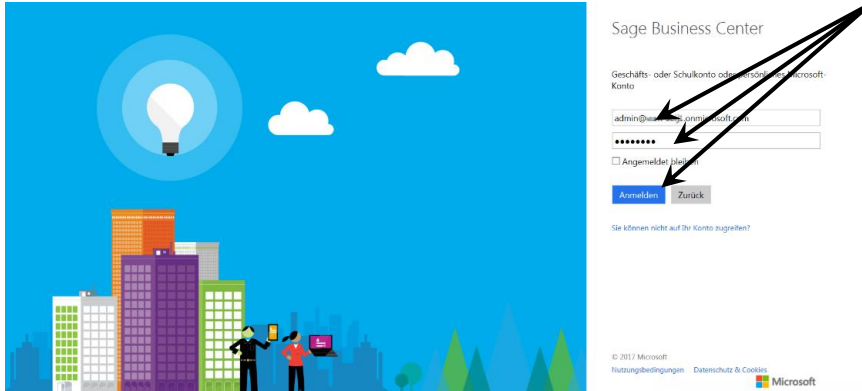 Sage Business Center
Geschäfts- oder Schulkonto oder persönliches Microsoft-
Konto
••••••••
Angemeldet bleiben
Anmelden Zurück
Sie können nicht auf Ihr Konto zugreifen?
© 2017 Microsoft
Nutzungsbedingungen Datenschutz & Cookies
Microsoft